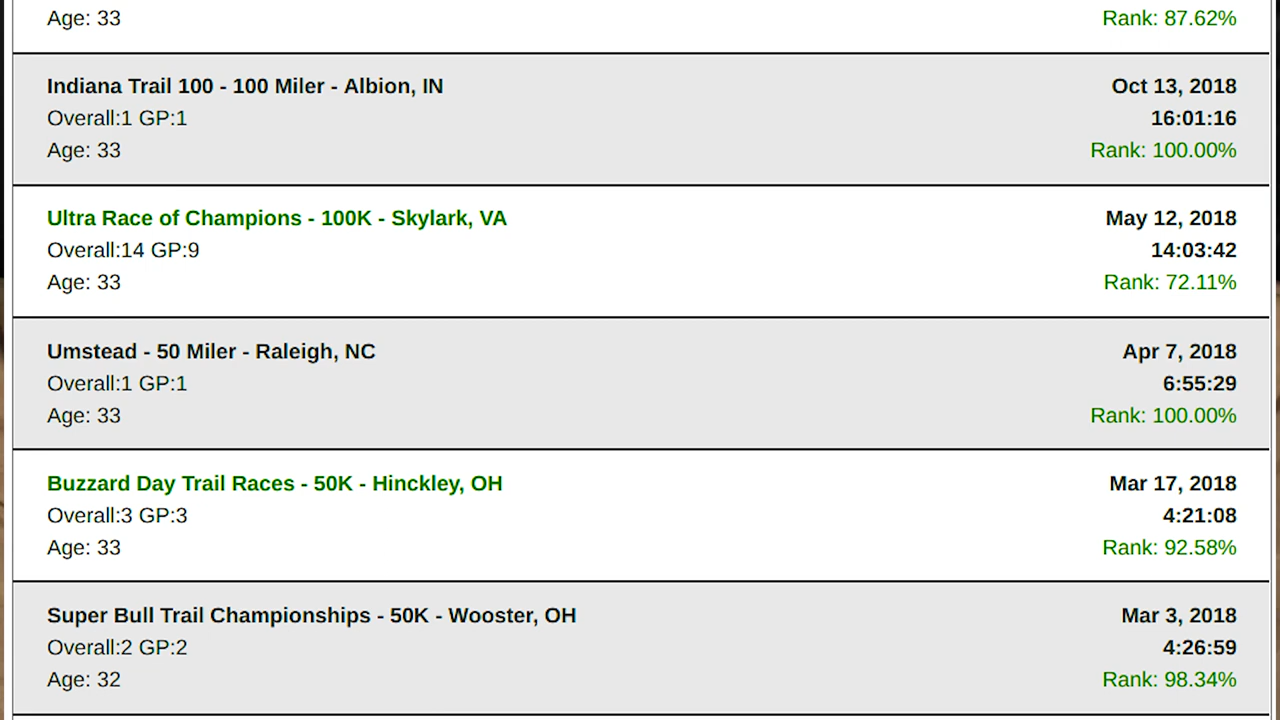 Age: 33 Rank: 87.62%
Indiana Trail 100 - 100 Miler - Albion, IN Oct 13, 2018
Overall:1 GP:1 16:01:16
Age: 33 Rank: 100.00%
Ultra Race of Champions - 100K - Skylark, VA May 12, 2018
Overall:14 GP:9 14:03:42
Age: 33 Rank: 72.11%
Umstead - 50 Miler - Raleigh, NC Apr 7, 2018
Overall:1 GP:1 6:55:29
Age: 33 Rank: 100.00%
Buzzard Day Trail Races - 50K - Hinckley, OH Mar 17, 2018
Overall:3 GP:3 4:21:08
Age: 33 Rank: 92.58%
Super Bull Trail Championships - 50K - Wooster, OH Mar 3, 2018
Overall:2 GP:2 4:26:59
Age: 32 Rank: 98.34%